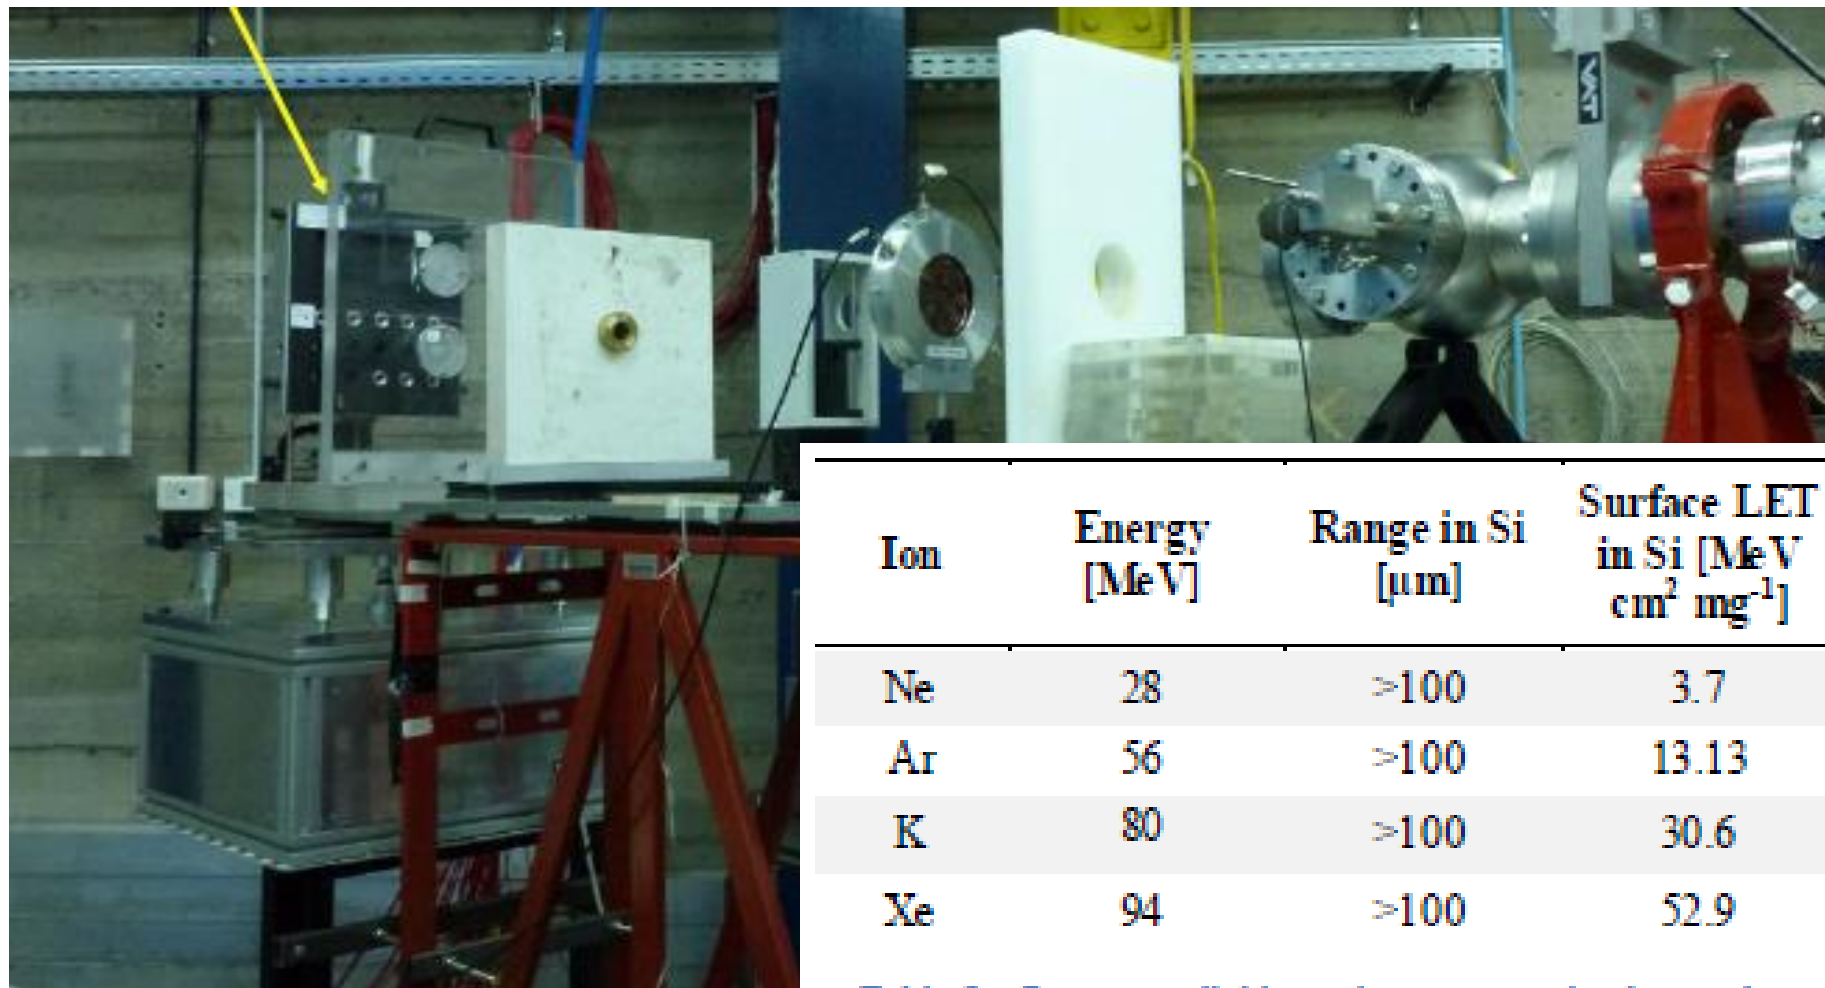 VAT
Ion
Energy
[MeV]
Range in Si
[µm]
Surface LET
in Si [MeV
cm² mg⁻¹]
Ne 28 >100 3.7
Ar 56 >100 13.13
K 80 >100 30.6
Xe 94 >100 52.9